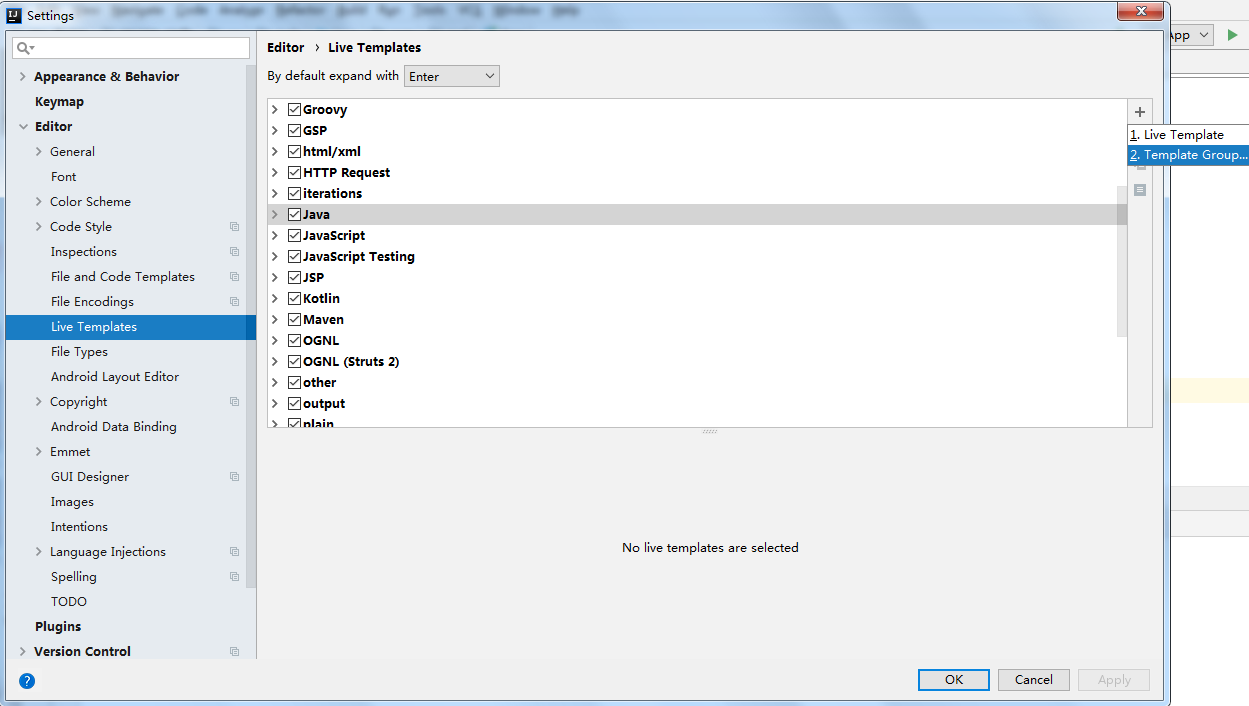 Settings
App
Appearance & Behavior
Keymap
Editor
General
Font
Color Scheme
Code Style
Inspections
File and Code Templates
File Encodings
Live Templates
File Types
Android Layout Editor
Copyright
Android Data Binding
Emmet
GUI Designer
Images
Intentions
Language Injections
Spelling
TODO
Plugins
Version Control
Editor › Live Templates
By default expand with Enter
Groovy
GSP
html/xml
HTTP Request
iterations
Java
JavaScript
JavaScript Testing
JSP
Kotlin
Maven
OGNL
OGNL (Struts 2)
other
output
plain
1. Live Template
2. Template Group...
No live templates are selected
OK Cancel Apply